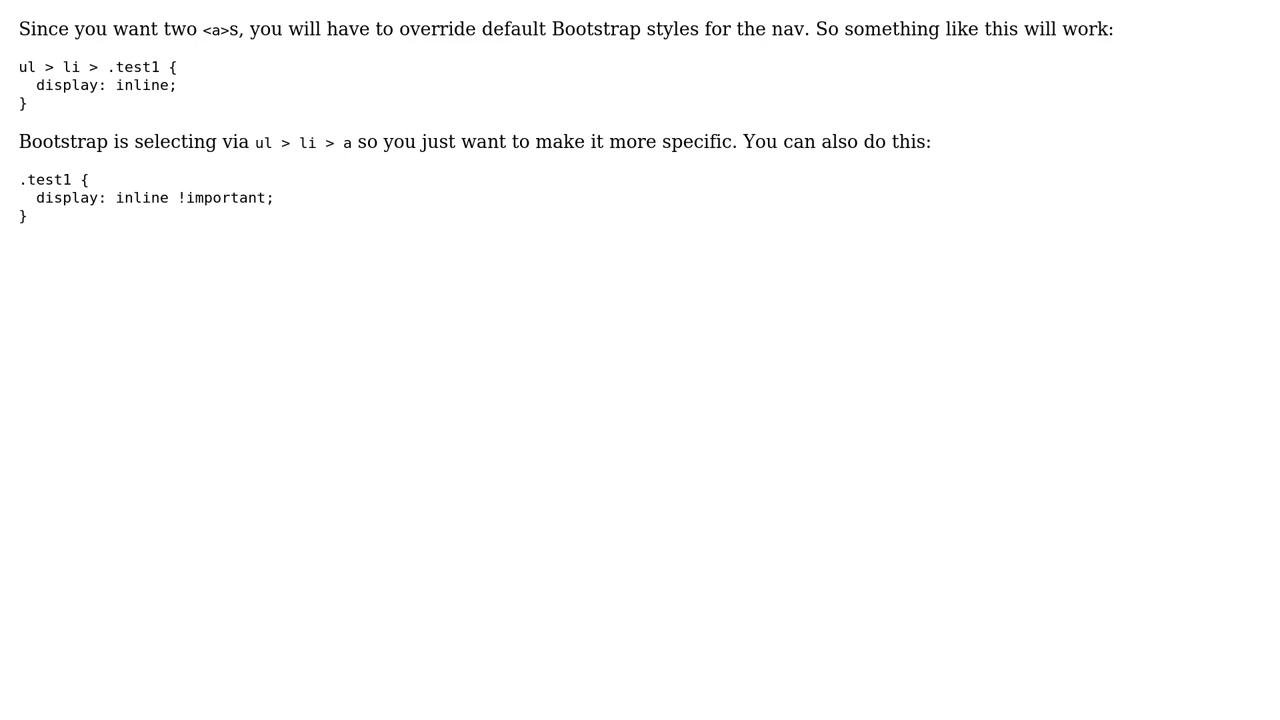 Since you want two <a>s, you will have to override default Bootstrap styles for the nav. So something like this will work:
ul > li > .test1 {
  display: inline;
}
Bootstrap is selecting via ul > li > a so you just want to make it more specific. You can also do this:
.test1 {
  display: inline !important;
}